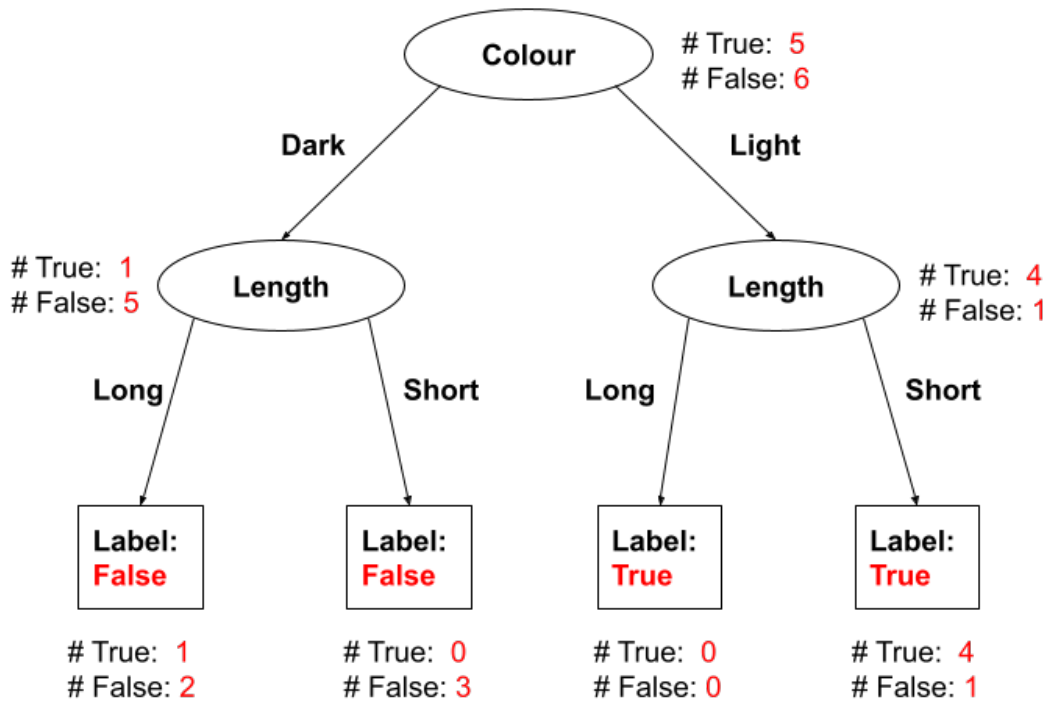 Colour
# True: 5
# False: 6
Dark
Light
# True: 1
# False: 5
Length
Length
# True: 4
# False: 1
Long
Short
Long
Short
Label:
False
Label:
False
Label:
True
Label:
True
# True: 1
# False: 2
# True: 0
# False: 3
# True: 0
# False: 0
# True: 4
# False: 1